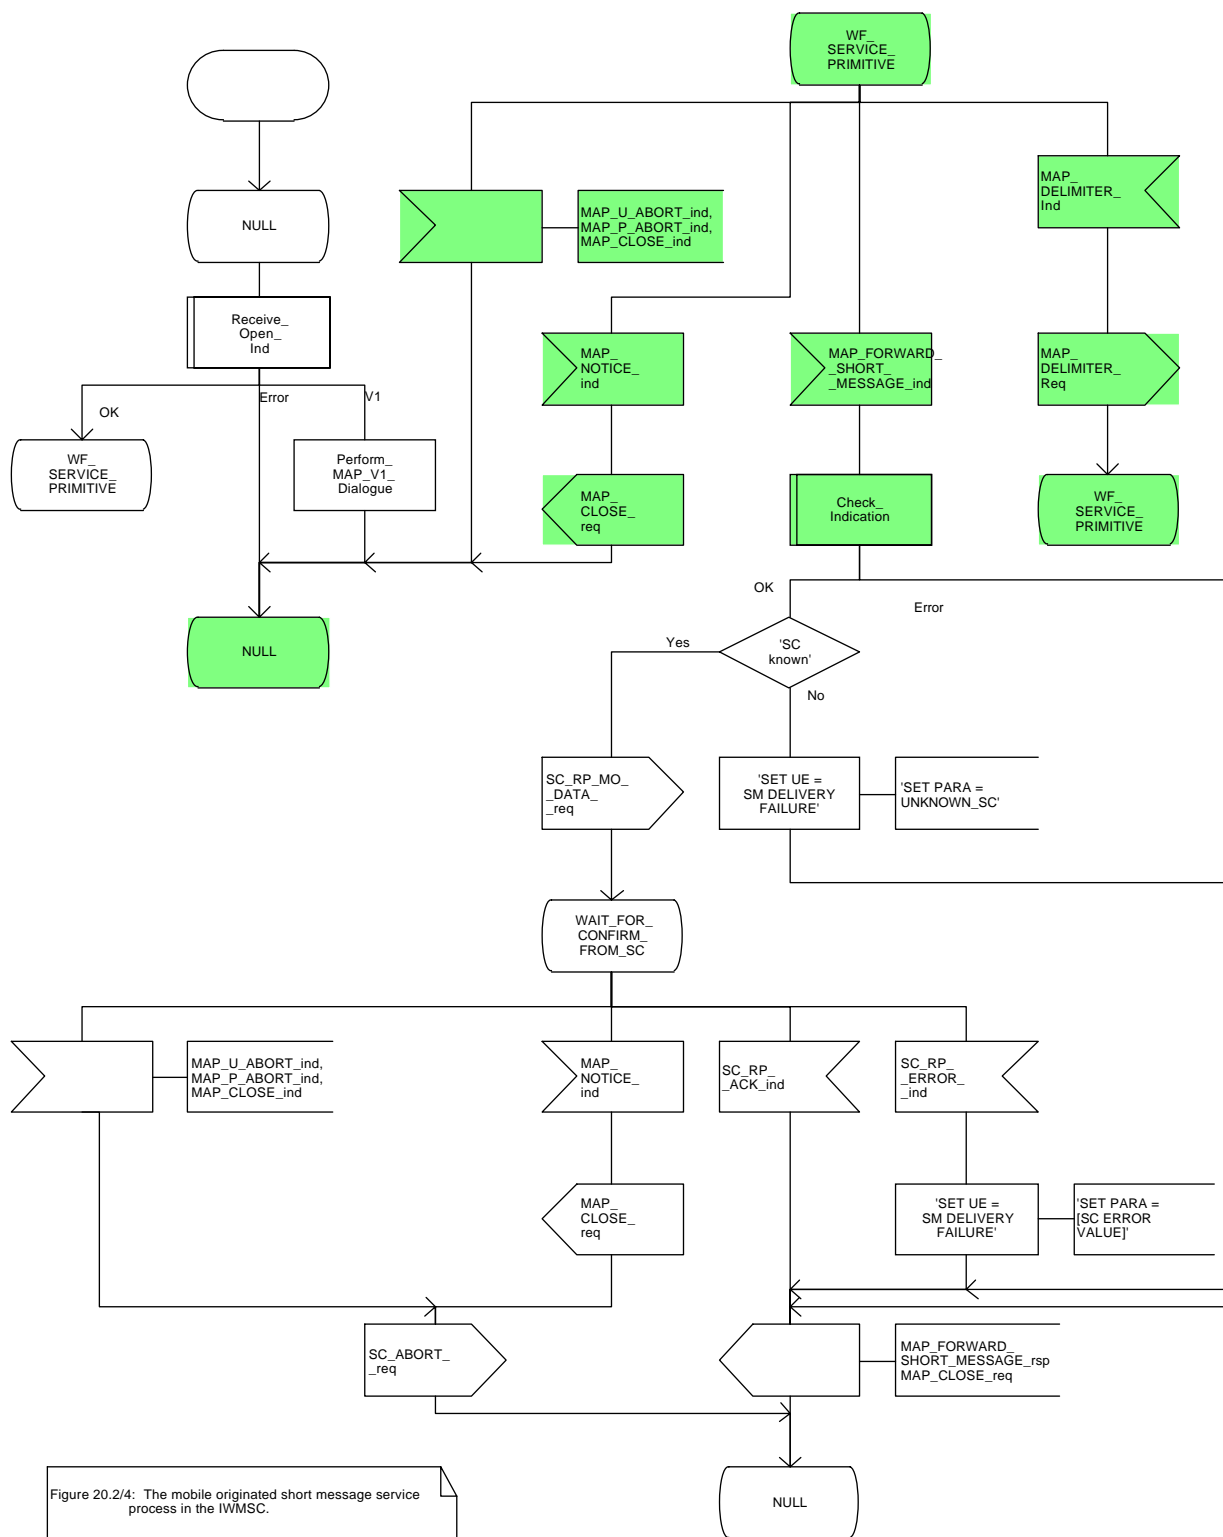 WF_
SERVICE_
PRIMITIVE
NULL
MAP_U_ABORT_ind,
MAP_P_ABORT_ind,
MAP_CLOSE_ind
MAP_
DELIMITER_
Ind
Receive_
Open_
Ind
MAP_
NOTICE_
ind
MAP_FORWARD_
_SHORT_
_MESSAGE_ind
MAP_
DELIMITER_
Req
OK
Error
V1
WF_
SERVICE_
PRIMITIVE
Perform_
MAP_V1_
Dialogue
MAP_
CLOSE_
req
Check_
Indication
WF_
SERVICE_
PRIMITIVE
OK
Error
NULL
Yes
'SC
known'
No
SC_RP_MO_
_DATA_
_req
'SET UE =
SM DELIVERY
FAILURE'
'SET PARA =
UNKNOWN_SC'
WAIT_FOR_
CONFIRM_
FROM_SC
MAP_U_ABORT_ind,
MAP_P_ABORT_ind,
MAP_CLOSE_ind
MAP_
NOTICE_
ind
SC_RP_
_ACK_ind
SC_RP_
_ERROR_
_ind
MAP_
CLOSE_
req
'SET UE =
SM DELIVERY
FAILURE'
'SET PARA =
[SC ERROR
VALUE]'
SC_ABORT_
_req
MAP_FORWARD_
SHORT_MESSAGE_rsp
MAP_CLOSE_req
NULL
Figure 20.2/4: The mobile originated short message service
process in the IWMSC.